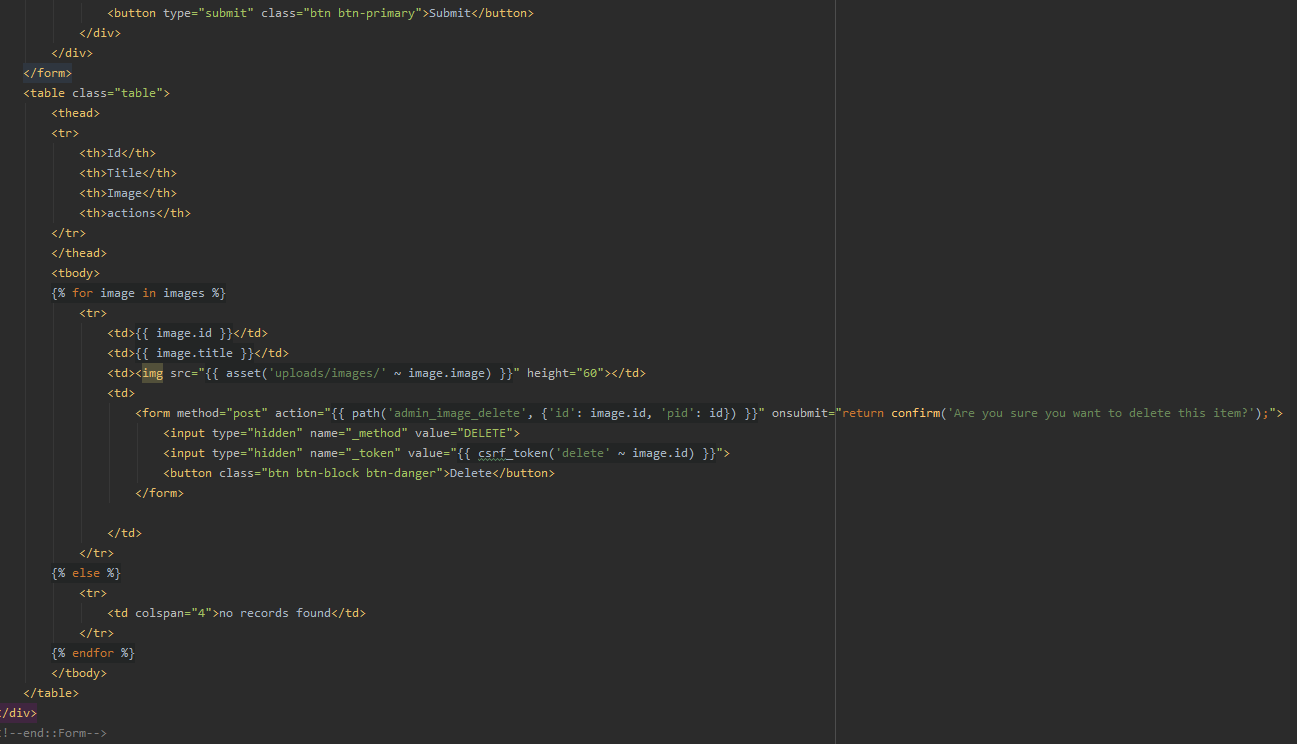 <button type="submit" class="btn btn-primary">Submit</button>
</div>
</div>
</form>
<table class="table">
<thead>
<tr>
<th>Id</th>
<th>Title</th>
<th>Image</th>
<th>actions</th>
</tr>
</thead>
<tbody>
{% for image in images %}
<tr>
<td>{{ image.id }}</td>
<td>{{ image.title }}</td>
<td><img src="{{ asset('uploads/images/' ~ image.image) }}" height="60"></td>
<td>
<form method="post" action="{{ path('admin_image_delete', {'id': image.id, 'pid': id}) }}" onsubmit="return confirm('Are you sure you want to delete this item?');">
<input type="hidden" name="_method" value="DELETE">
<input type="hidden" name="_token" value="{{ csrf_token('delete' ~ image.id) }}">
<button class="btn btn-block btn-danger">Delete</button>
</form>
</td>
</tr>
{% else %}
<tr>
<td colspan="4">no records found</td>
</tr>
{% endfor %}
</tbody>
</table>
</div>
!--end::Form-->